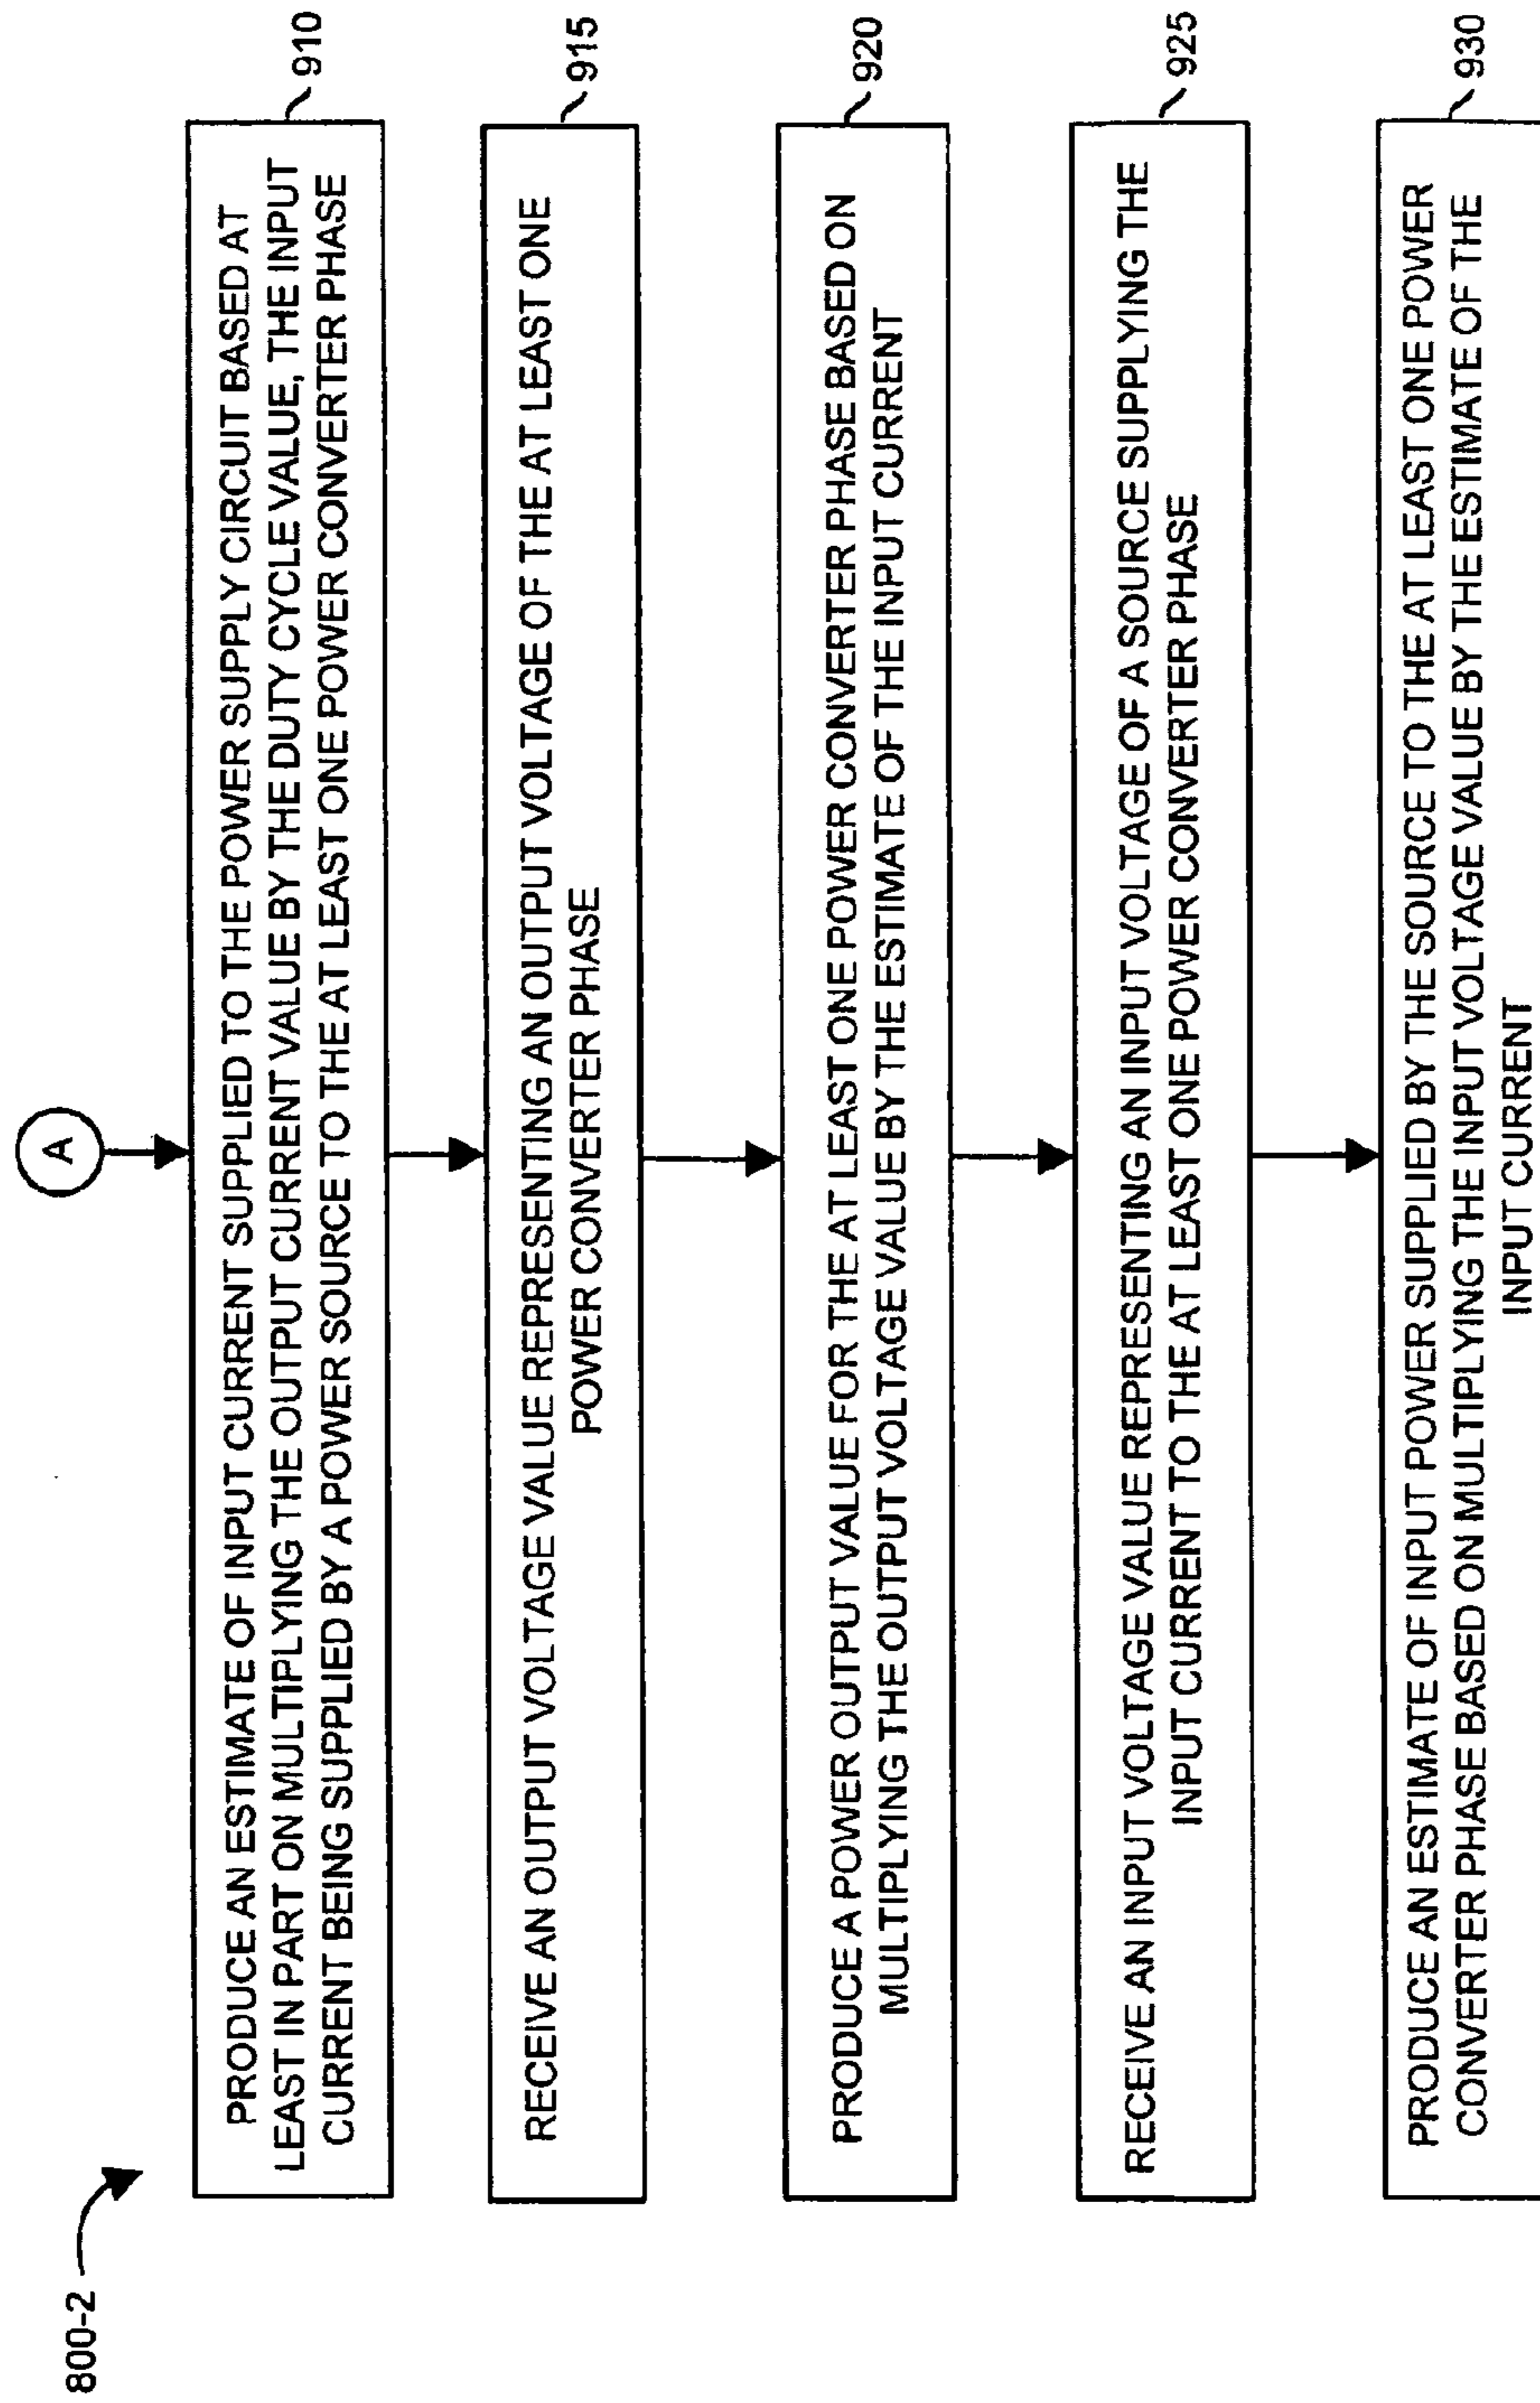 800-2
A
PRODUCE AN ESTIMATE OF INPUT CURRENT SUPPLIED TO THE POWER SUPPLY CIRCUIT BASED AT
LEAST IN PART ON MULTIPLYING THE OUTPUT CURRENT VALUE BY THE DUTY CYCLE VALUE, THE INPUT
CURRENT BEING SUPPLIED BY A POWER SOURCE TO THE AT LEAST ONE POWER CONVERTER PHASE
910
RECEIVE AN OUTPUT VOLTAGE VALUE REPRESENTING AN OUTPUT VOLTAGE OF THE AT LEAST ONE
POWER CONVERTER PHASE
915
PRODUCE A POWER OUTPUT VALUE FOR THE AT LEAST ONE POWER CONVERTER PHASE BASED ON
MULTIPLYING THE OUTPUT VOLTAGE VALUE BY THE ESTIMATE OF THE INPUT CURRENT
920
RECEIVE AN INPUT VOLTAGE VALUE REPRESENTING AN INPUT VOLTAGE OF A SOURCE SUPPLYING THE
INPUT CURRENT TO THE AT LEAST ONE POWER CONVERTER PHASE
925
PRODUCE AN ESTIMATE OF INPUT POWER SUPPLIED BY THE SOURCE TO THE AT LEAST ONE POWER
CONVERTER PHASE BASED ON MULTIPLYING THE INPUT VOLTAGE VALUE BY THE ESTIMATE OF THE
INPUT CURRENT
930